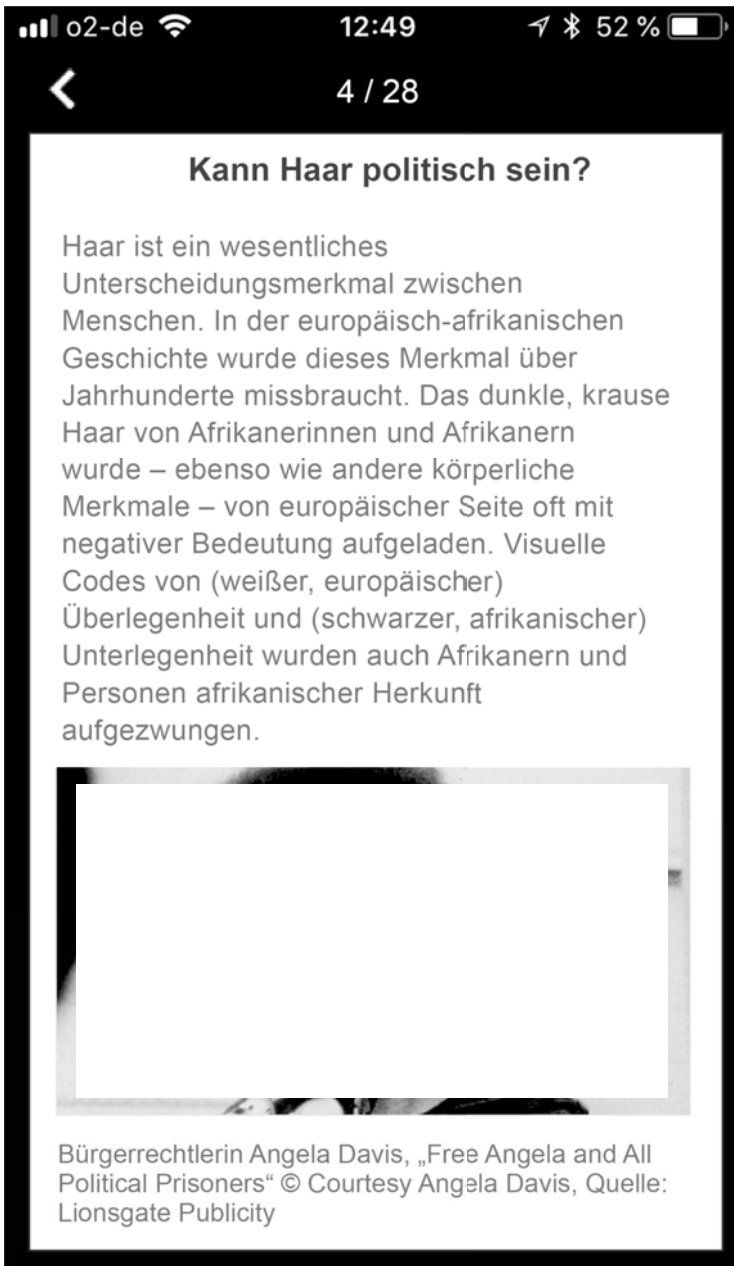 o2-de 12:49 52 %
4 / 28
Kann Haar politisch sein?
Haar ist ein wesentliches
Unterscheidungsmerkmal zwischen
Menschen. In der europäisch-afrikanischen
Geschichte wurde dieses Merkmal über
Jahrhunderte missbraucht. Das dunkle, krause
Haar von Afrikanerinnen und Afrikanern
wurde – ebenso wie andere körperliche
Merkmale – von europäischer Seite oft mit
negativer Bedeutung aufgeladen. Visuelle
Codes von (weißer, europäischer)
Überlegenheit und (schwarzer, afrikanischer)
Unterlegenheit wurden auch Afrikanern und
Personen afrikanischer Herkunft
aufgezwungen.
Bürgerrechtlerin Angela Davis, „Free Angela and All
Political Prisoners“ © Courtesy Angela Davis, Quelle:
Lionsgate Publicity